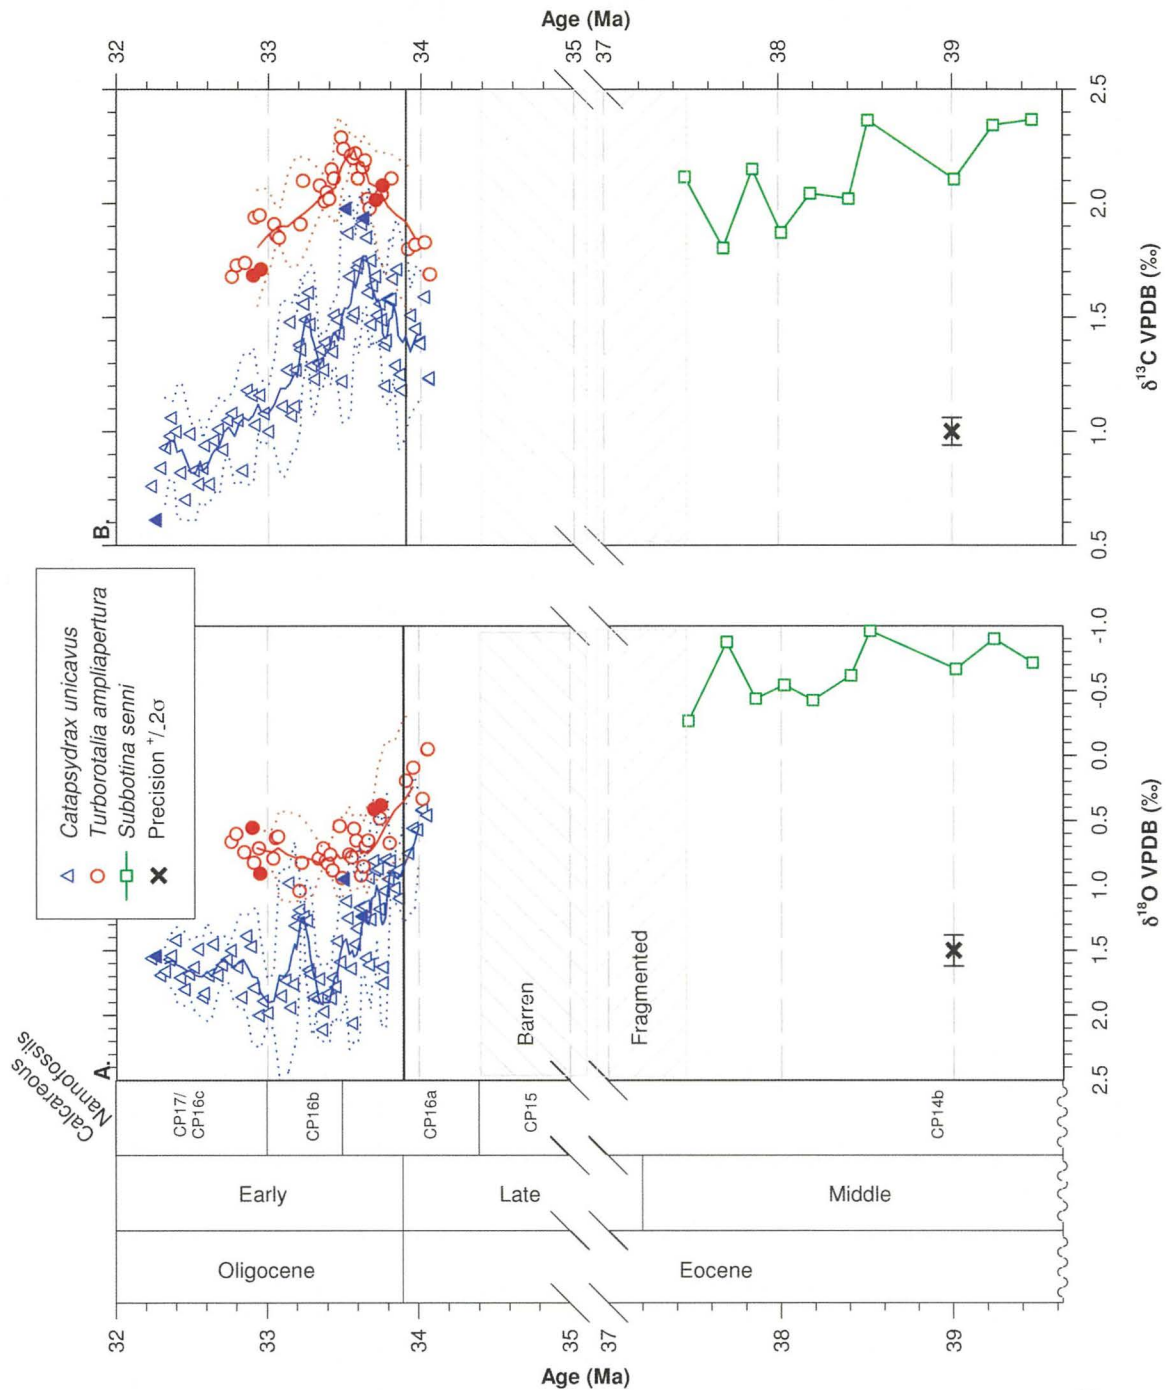 Age (Ma)
32
33
34
35
37
38
39
B.
0.5
1.0
1.5
2.0
2.5
δ¹³C VPDB (‰)
Catapsydrax unicavus
Turborotalia ampliapertura
Subbotina senni
Precision ⁺/₋2σ
A.
-1.0
-0.5
0.0
0.5
1.0
1.5
2.0
2.5
δ¹⁸O VPDB (‰)
Barren
Fragmented
Calcareous
Nannofossils
CP17/
CP16c
CP16b
CP16a
CP15
CP14b
Early
Late
Middle
Oligocene
Eocene
32
33
34
35
37
38
39
Age (Ma)